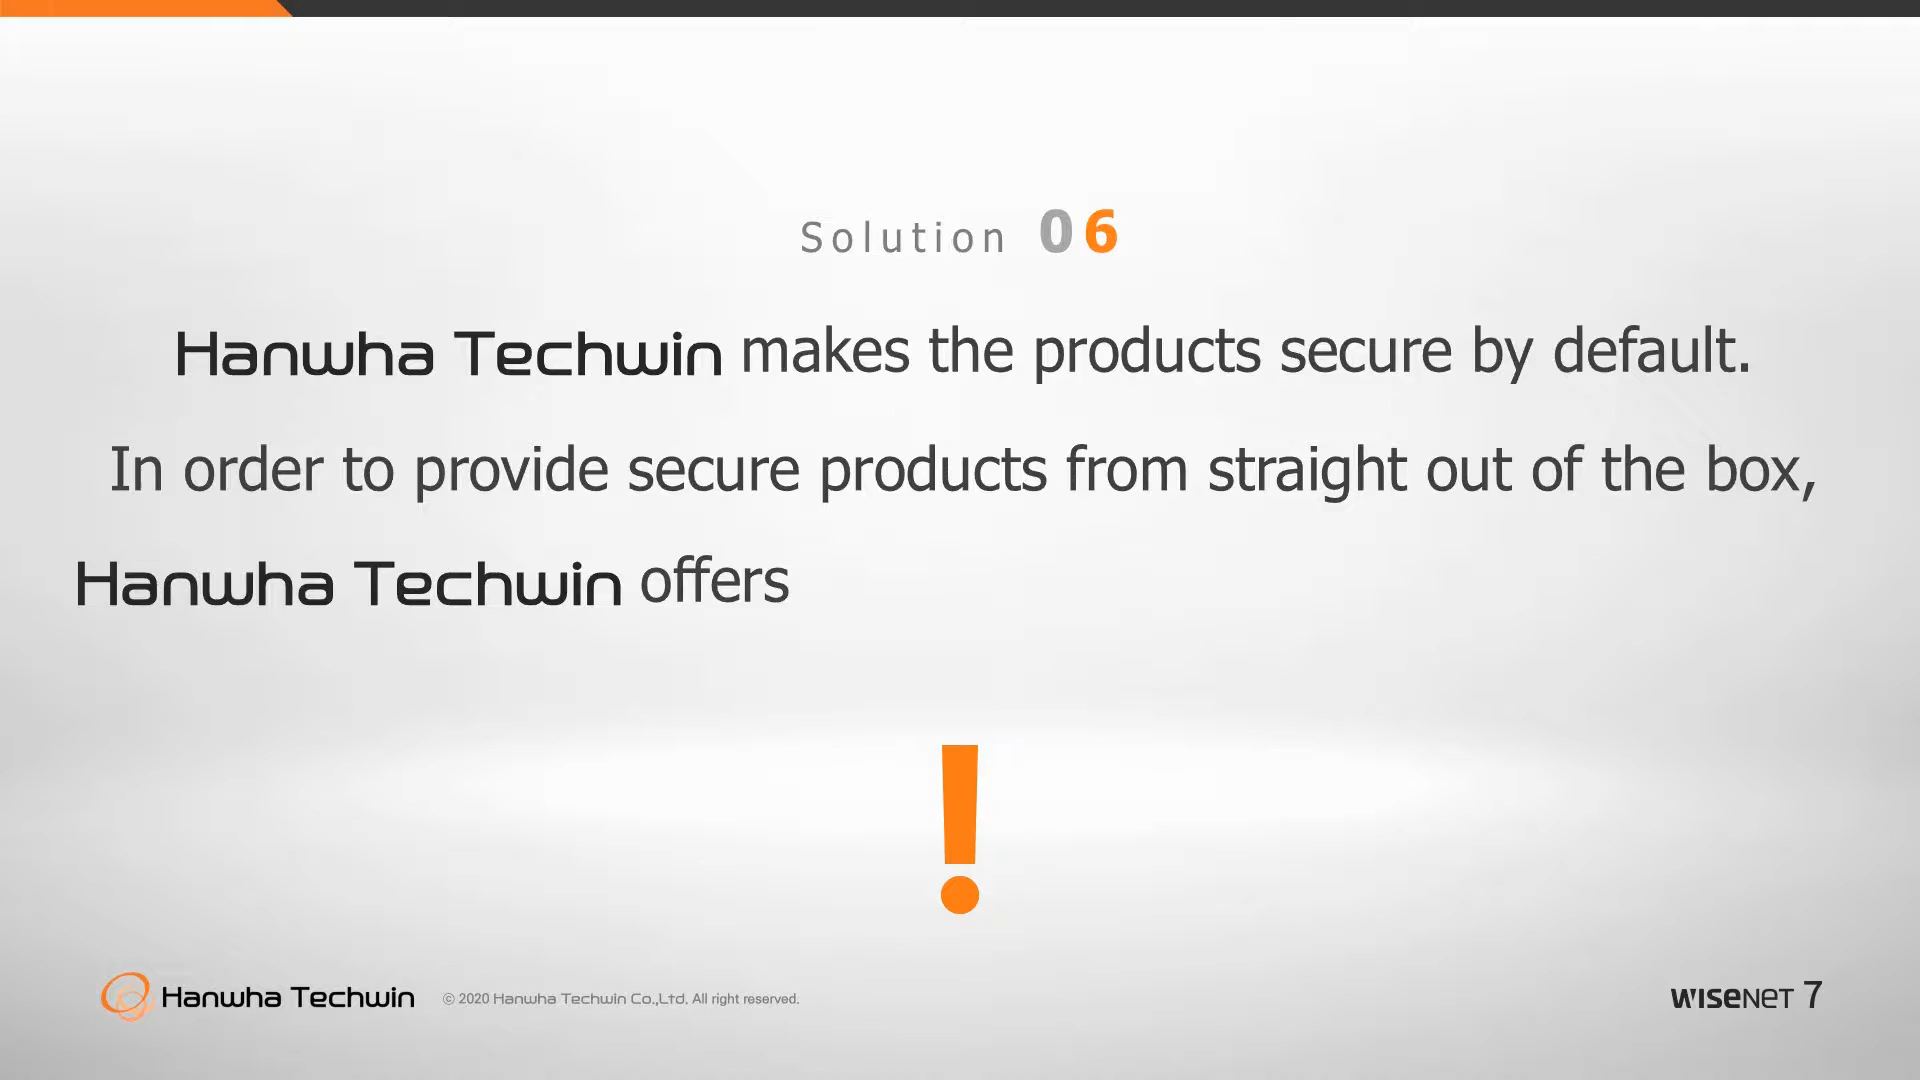 Solution 06
Hanwha Techwin makes the products secure by default.
In order to provide secure products from straight out of the box,
Hanwha Techwin offers
!
Hanwha Techwin © 2020 Hanwha Techwin Co.,Ltd. All right reserved.
WISENET 7